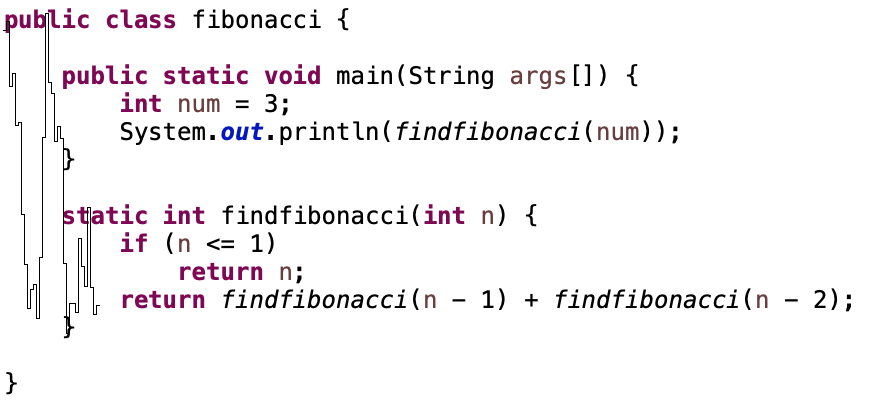 public class fibonacci {
public static void main(String args[]) {
int num = 3;
System.out.println(findfibonacci(num));
}
static int findfibonacci(int n) {
if (n <= 1)
return n;
return findfibonacci(n - 1) + findfibonacci(n - 2);
}
}